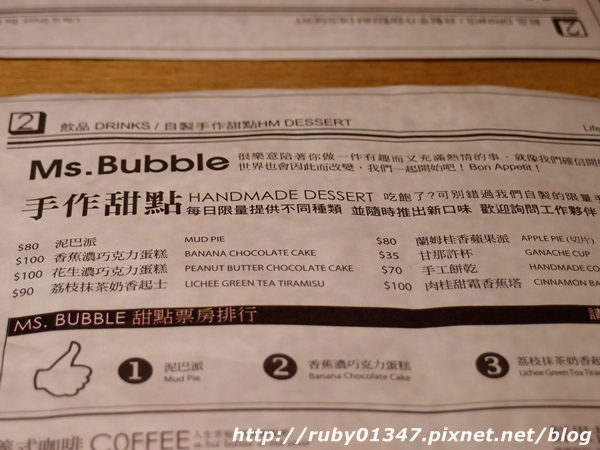 2 飲品 DRINKS / 自製手作甜點HM DESSERT Life
Ms.Bubble 很樂意陪著你做一件有趣而又充滿熱情的事，就像我們確信開
世界也會因此而改變，我們一起開始吧！Bon Appetit！
手作甜點 HANDMADE DESSERT 吃飽了？可別錯過我們自製的限量手
每日限量提供不同種類 並隨時推出新口味 歡迎詢問工作夥伴
$80 泥巴派 MUD PIE
$100 香蕉濃巧克力蛋糕 BANANA CHOCOLATE CAKE
$100 花生濃巧克力蛋糕 PEANUT BUTTER CHOCOLATE CAKE
$90 荔枝抹茶奶香起士 LICHEE GREEN TEA TIRAMISU
$80 蘭姆桂香蘋果派 APPLE PIE (切片)
$35 甘那許杯 GANACHE CUP
$70 手工餅乾 HANDMADE CO
$100 肉桂甜霜香蕉塔 CINNAMON BA
MS. BUBBLE 甜點票房排行 請
1 泥巴派
Mud Pie
2 香蕉濃巧克力蛋糕
Banana Chocolate Cake
3 荔枝抹茶奶香起
Lichee Green Tea Tiram
義式咖啡 COFFEE
http://ruby01347.pixnet.net/blog